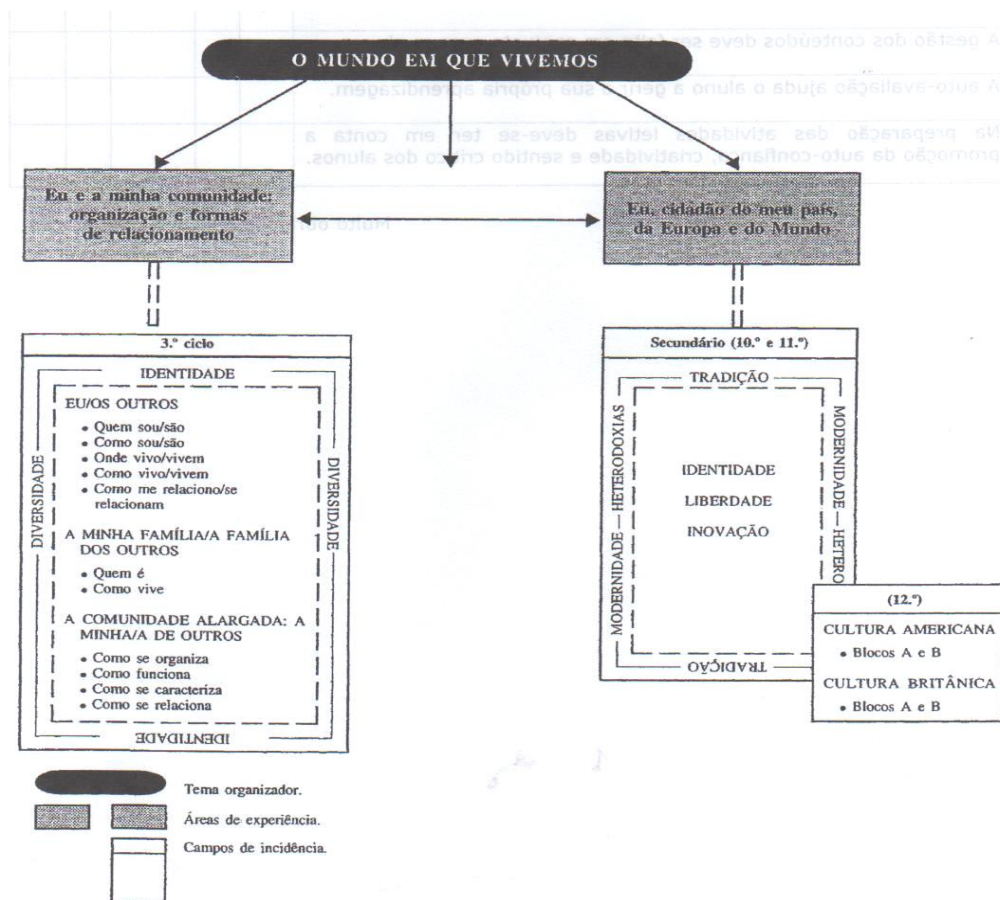 A gestão dos conteúdos deve ser
O MUNDO EM QUE VIVEMOS
A auto-avaliação ajuda o aluno a gerir a sua própria aprendizagem.
Na preparação das atividades letivas deve-se ter em conta a
promoção da auto-confiança, criatividade e sentido crítico dos alunos.
Eu e a minha comunidade:
organização e formas
de relacionamento
Eu, cidadão do meu país,
da Europa e do Mundo
Muito
3.º ciclo
IDENTIDADE
DIVERSIDADE
EU/OS OUTROS
• Quem sou/são
• Como sou/são
• Onde vivo/vivem
• Como vivo/vivem
• Como me relaciono/se
relacionam
A MINHA FAMÍLIA/A FAMÍLIA
DOS OUTROS
• Quem é
• Como vive
A COMUNIDADE ALARGADA: A
MINHA/A DE OUTROS
• Como se organiza
• Como funciona
• Como se caracteriza
• Como se relaciona
DIVERSIDADE
IDENTIDADE
Secundário (10.º e 11.º)
TRADIÇÃO
MODERNIDADE — HETERODOXIAS
IDENTIDADE
LIBERDADE
INOVAÇÃO
MODERNIDADE — HETERO
TRADIÇÃO
(12.º)
CULTURA AMERICANA
• Blocos A e B
CULTURA BRITÂNICA
• Blocos A e B
Tema organizador.
Áreas de experiência.
Campos de incidência.